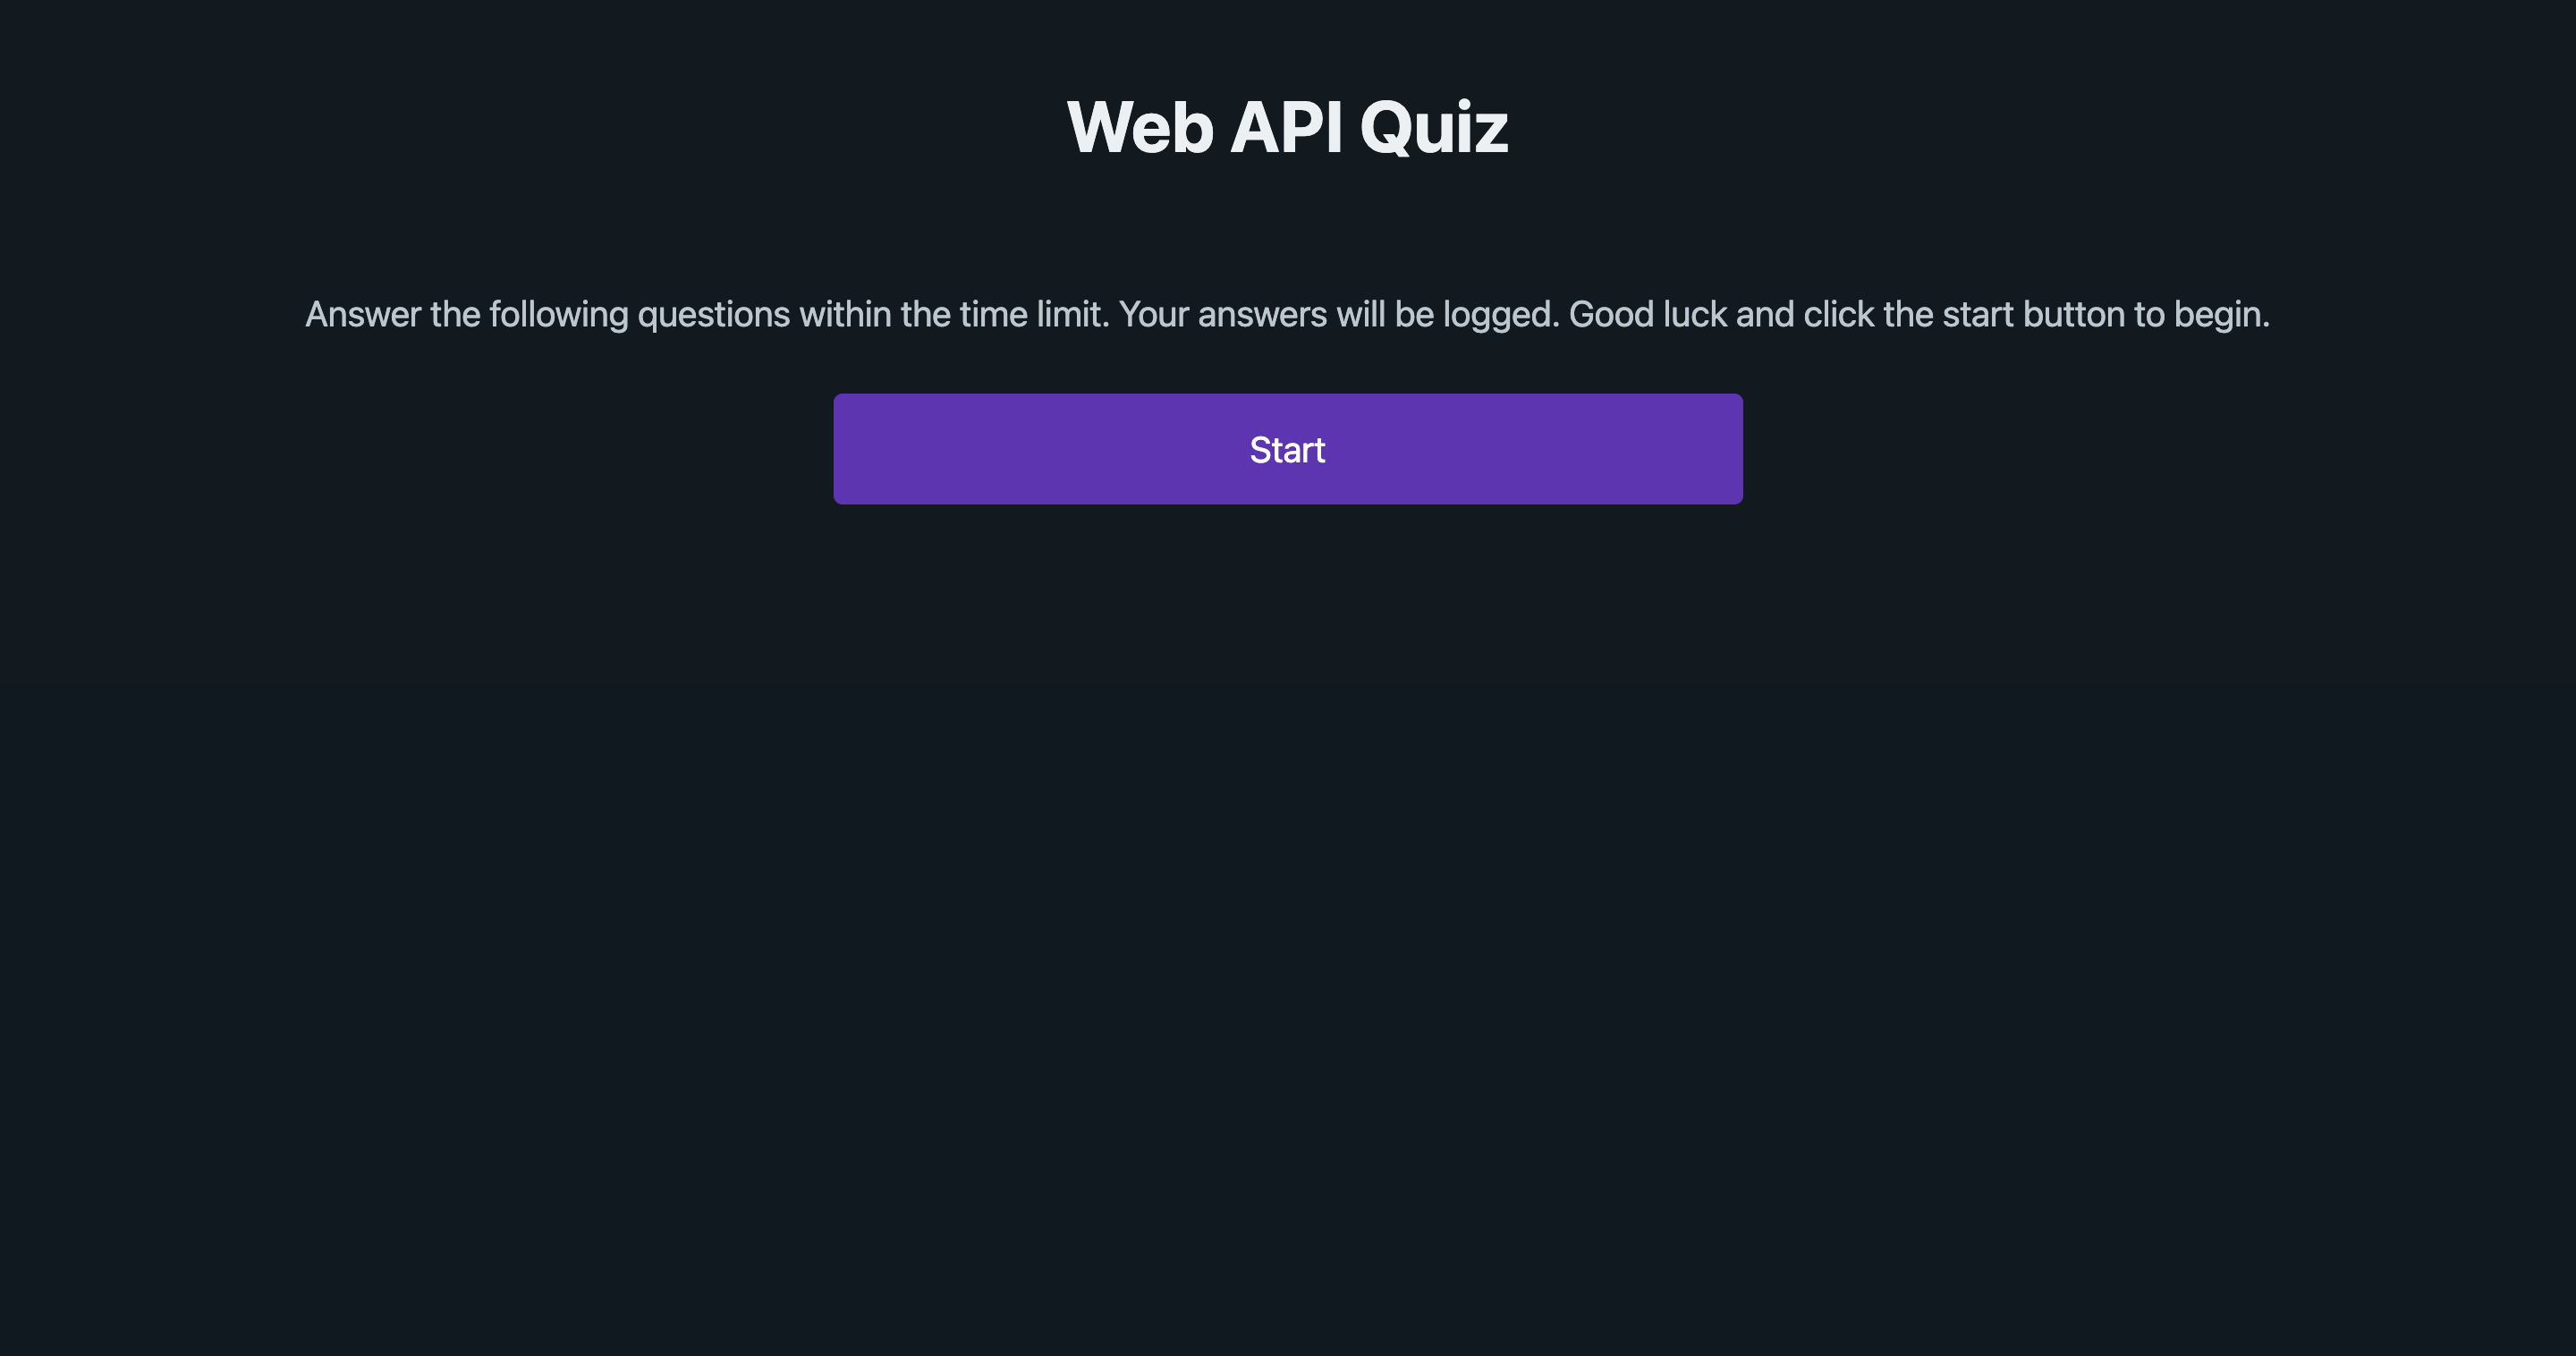 Web API Quiz
Answer the following questions within the time limit. Your answers will be logged. Good luck and click the start button to begin.
Start